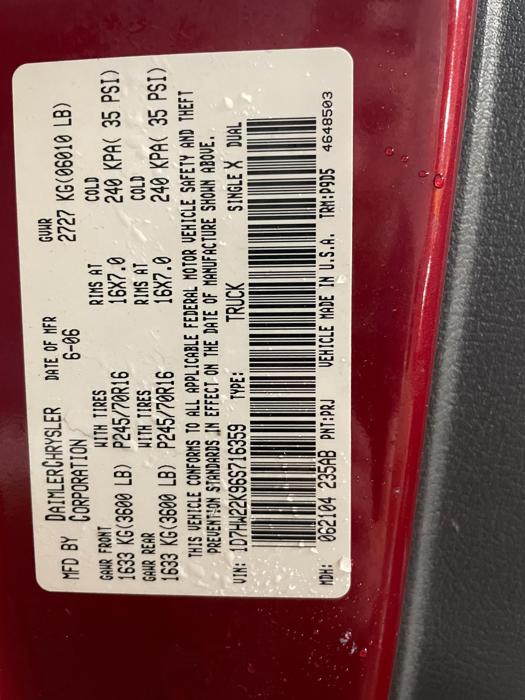 MFD BY DAIMLERCHRYSLER CORPORATION
DATE OF MFR 6-06
GVWR 2727 KG(06010 LB)
GAWR FRONT WITH TIRES RIMS AT COLD
1633 KG(3600 LB) P245/70R16 16X7.0 240 KPA( 35 PSI)
GAWR REAR WITH TIRES RIMS AT COLD
1633 KG(3600 LB) P245/70R16 16X7.0 240 KPA( 35 PSI)
THIS VEHICLE CONFORMS TO ALL APPLICABLE FEDERAL MOTOR VEHICLE SAFETY AND THEFT
PREVENTION STANDARDS IN EFFECT ON THE DATE OF MANUFACTURE SHOWN ABOVE.
VIN: 1D7HW22K96S716359 TYPE: TRUCK SINGLE X DUAL
MDH: 062104 235AB PNT:PRJ VEHICLE MADE IN U.S.A. TRM:P9D5 4648503